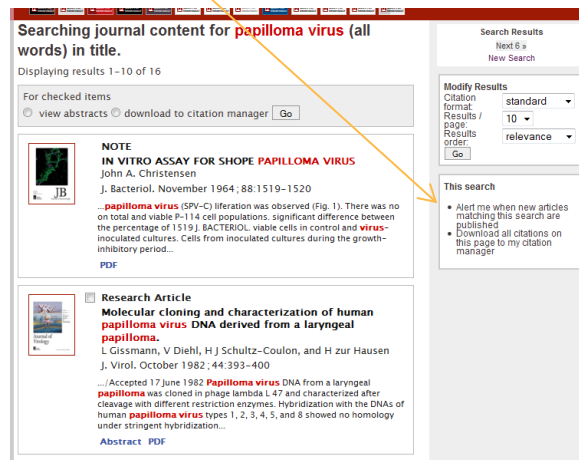 Searching journal content for papilloma virus (all
words) in title.
Displaying results 1-10 of 16
For checked items
view abstracts download to citation manager Go
NOTE
IN VITRO ASSAY FOR SHOPE PAPILLOMA VIRUS
John A. Christensen
J. Bacteriol. November 1964; 88:1519-1520
...papilloma virus (SPV-C) liferation was observed (Fig. 1). There was no
on total and viable P-114 cell populations. significant difference between
the percentage of 1519 J. BACTERIOL. viable cells in control and virus-
inoculated cultures. Cells from inoculated cultures during the growth-
inhibitory period...
PDF
JB
Research Article
Molecular cloning and characterization of human
papilloma virus DNA derived from a laryngeal
papilloma.
L Gissmann, V Diehl, H J Schultz-Coulon, and H zur Hausen
J. Virol. October 1982; 44:393-400
.../Accepted 17 June 1982 Papilloma virus DNA from a laryngeal
papilloma was cloned in phage lambda L 47 and characterized after
cleavage with different restriction enzymes. Hybridization with the DNAs of
human papilloma virus types 1, 2, 3, 4, 5, and 8 showed no homology
under stringent hybridization...
Abstract PDF
Journal of
Virology
Search Results
Next 6 »
New Search
Modify Results
Citation
format: standard
Results /
page: 10
Results
order: relevance
Go
This search
Alert me when new articles
matching this search are
published
Download all citations on
this page to my citation
manager